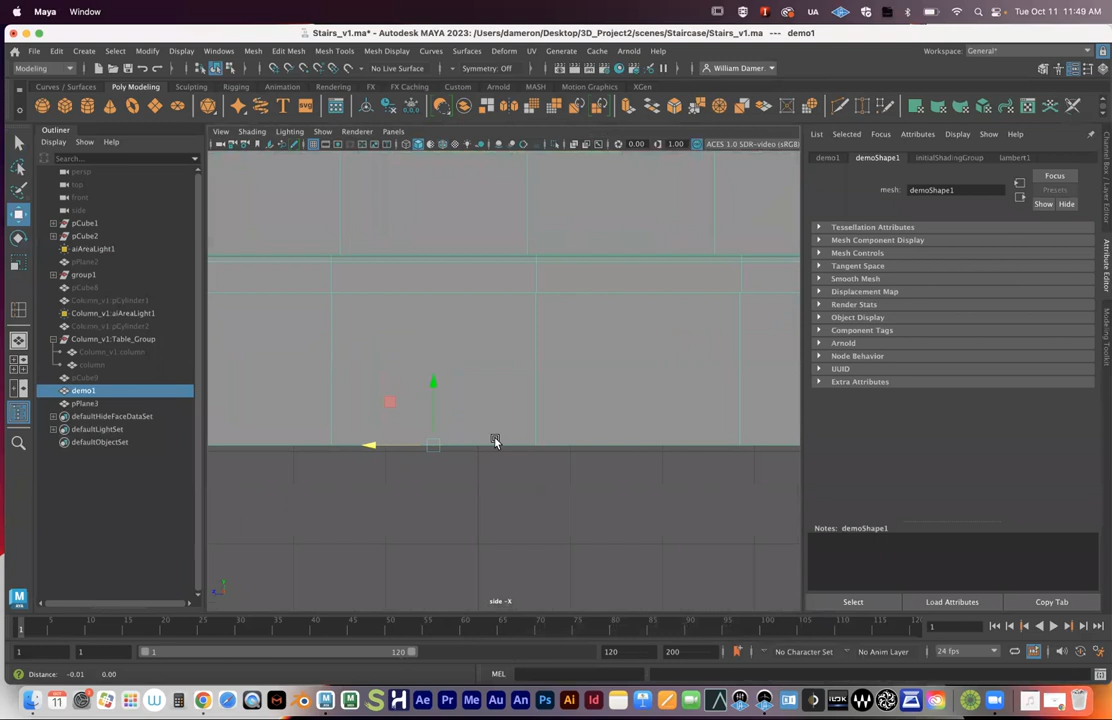 Maya Window
UA Tue Oct 11 11:49 AM
Stairs_v1.ma* - Autodesk MAYA 2023: /Users/dameron/Desktop/3D_Project2/scenes/Staircase/Stairs_v1.ma --- demo1
File Edit Create Select Modify Display Windows Mesh Edit Mesh Mesh Tools Mesh Display Curves Surfaces Deform UV Generate Cache Arnold Help
Workspace: General*
Modeling No Live Surface Symmetry: Off William Damer.
Curves / Surfaces Poly Modeling Sculpting Rigging Animation Rendering FX FX Caching Custom Arnold MASH Motion Graphics XGen
Outliner
Display Show Help
Search...
persp
top
front
side
pCube1
pCube2
aiAreaLight1
pPlane2
group1
pCube8
Column_v1:pCylinder1
Column_v1:aiAreaLight1
Column_v1:pCylinder2
Column_v1:Table_Group
Column_v1:column
column
pCube9
demo1
pPlane3
defaultHideFaceDataSet
defaultLightSet
defaultObjectSet
View Shading Lighting Show Renderer Panels
0.00 1.00 ACES 1.0 SDR-video (sRGB)
side -X
List Selected Focus Attributes Display Show Help
demo1 demoShape1 initialShadingGroup lambert1
mesh: demoShape1
Focus
Presets
Show Hide
Tessellation Attributes
Mesh Component Display
Mesh Controls
Tangent Space
Smooth Mesh
Displacement Map
Render Stats
Object Display
Component Tags
Arnold
Node Behavior
UUID
Extra Attributes
Notes: demoShape1
Select Load Attributes Copy Tab
Channel Box / Layer Editor
Attribute Editor
Modeling Toolkit
1 5 10 15 20 25 30 35 40 45 50 55 60 65 70 75 80 85 90 95 100 105 110 115 120 1
1 1 1 120 120 200 No Character Set No Anim Layer 24 fps
Distance: -0.01 0.00 MEL